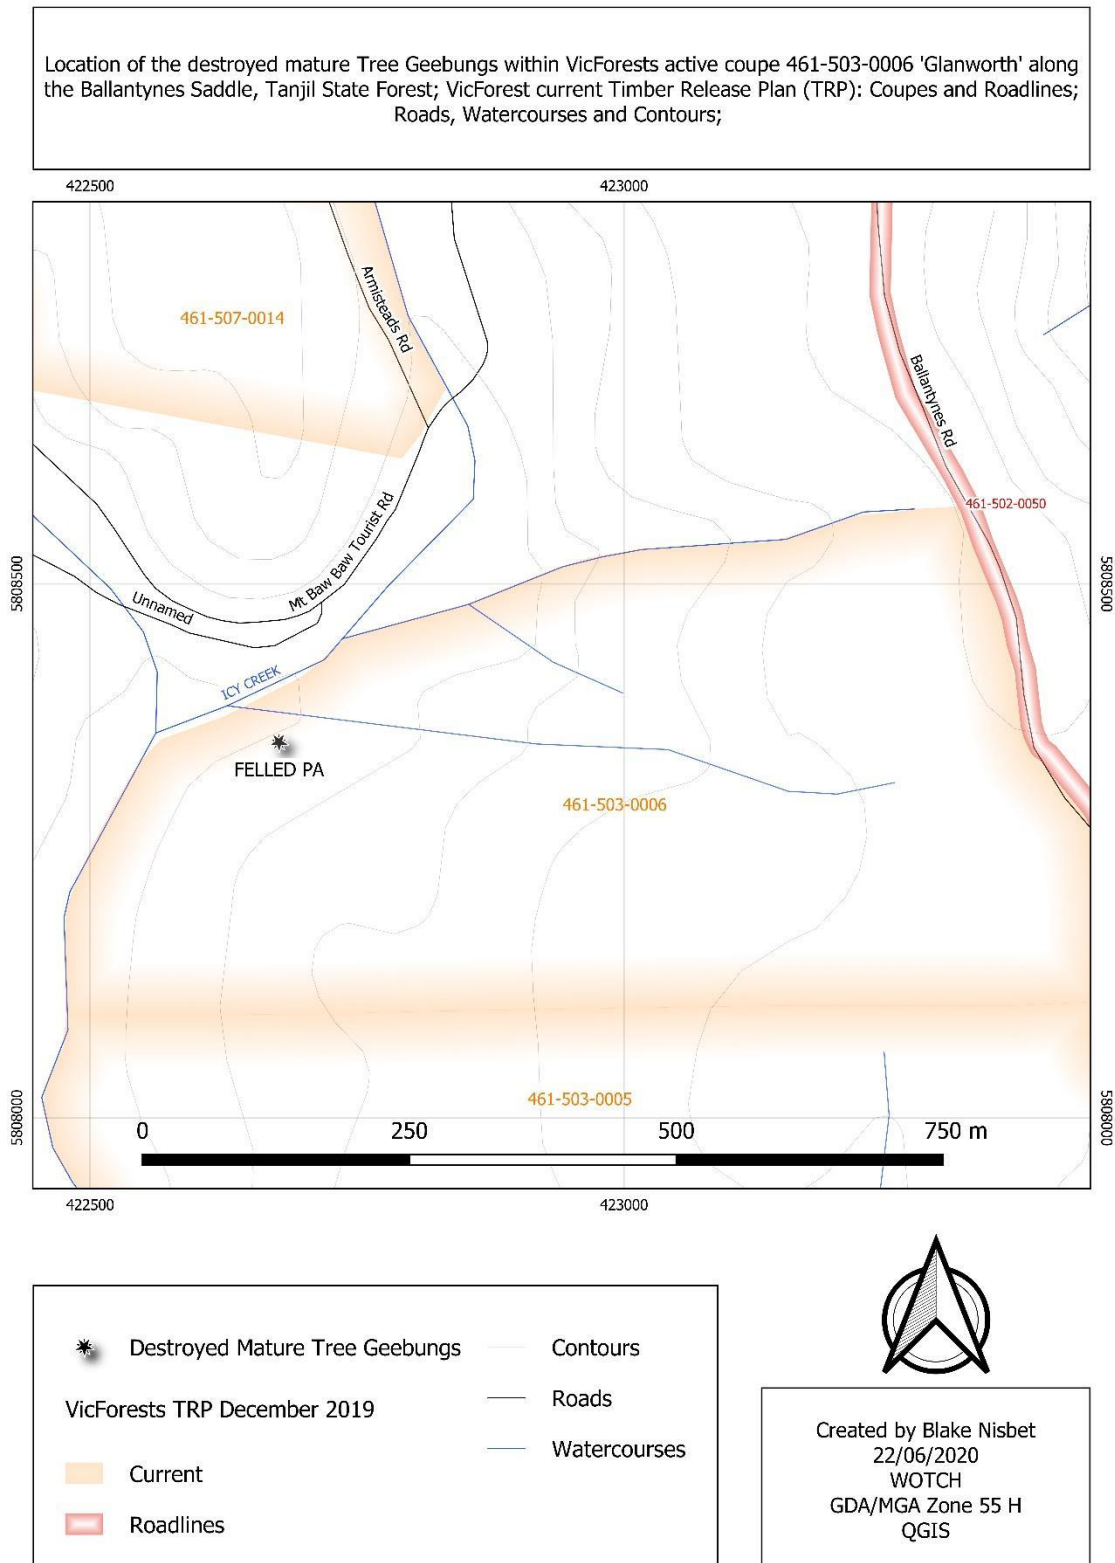 Location of the destroyed mature Tree Geebungs within VicForests active coupe 461-503-0006 'Glanworth' along
the Ballantynes Saddle, Tanjil State Forest; VicForest current Timber Release Plan (TRP): Coupes and Roadlines;
Roads, Watercourses and Contours;
422500
423000
461-507-0014
Armisteads Rd
Ballantynes Rd
461-502-0050
Mt Baw Baw Tourist Rd
5808500
5808500
Unnamed
ICY CREEK
FELLED PA
461-503-0006
461-503-0005
5808000
5808000
0
250
500
750 m
422500
423000
Destroyed Mature Tree Geebungs
VicForests TRP December 2019
Current
Roadlines
Contours
Roads
Watercourses
Created by Blake Nisbet
22/06/2020
WOTCH
GDA/MGA Zone 55 H
QGIS